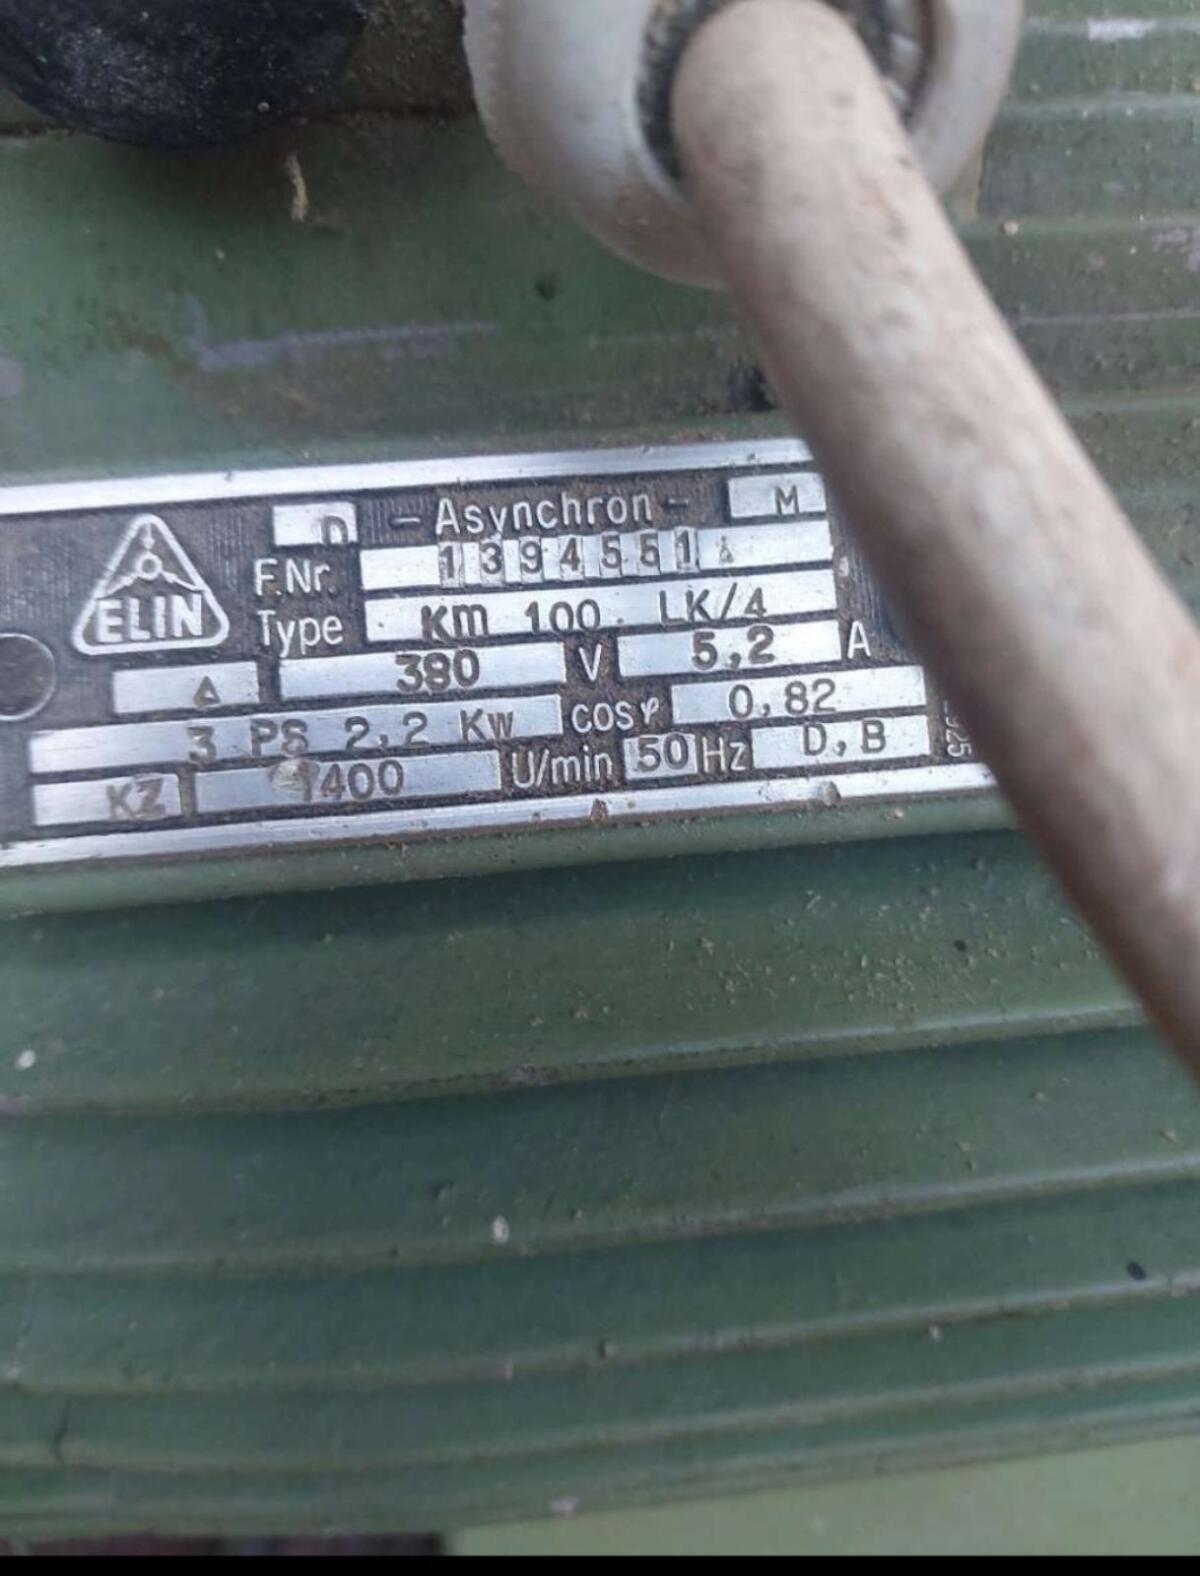 ELIN
D - Asynchron - M
F.Nr. 1394551
Type Km 100. LK/4
△ 380 V 5,2 A
3 PS 2,2 Kw cosφ 0,82
KZ 1400 U/min 50 Hz D,B